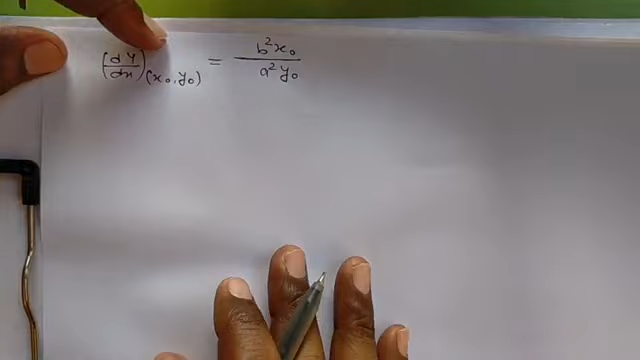 (dy/dx)(x₀,y₀) = b²x₀/a²y₀